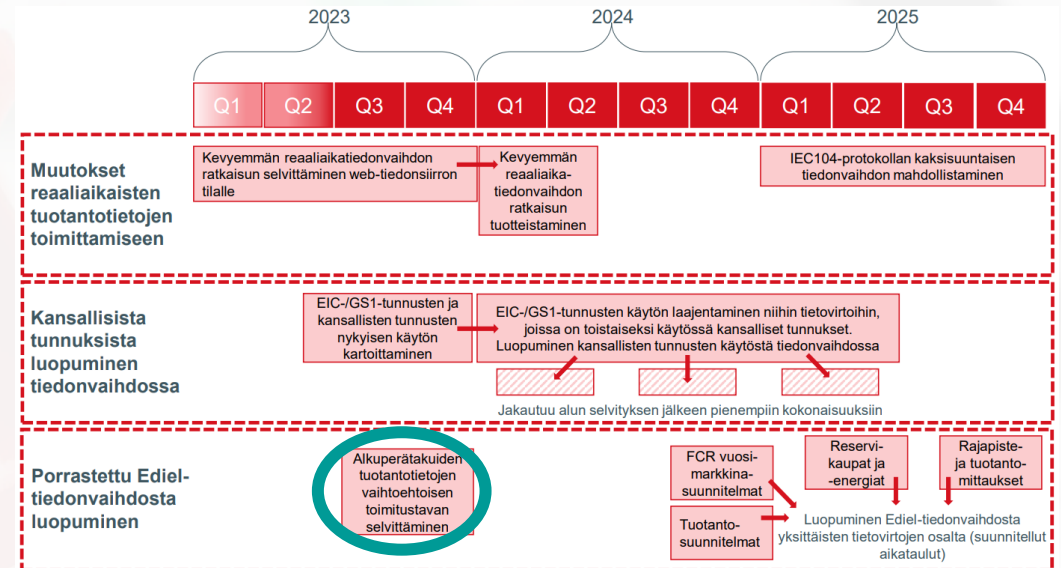 2023
2024
2025
Q1
Q2
Q3
Q4
Q1
Q2
Q3
Q4
Q1
Q2
Q3
Q4
Muutokset
reaaliaikaisten
tuotantotietojen
toimittamiseen
Kevyemmän reaaliaikatiedonvaihdon
ratkaisun selvittäminen web-tiedonsiirron
tilalle
Kevyemmän
reaaliaika-
tiedonvaihdon
ratkaisun
tuotteistaminen
IEC104-protokollan kaksisuuntaisen
tiedonvaihdon mahdollistaminen
Kansallisista
tunnuksista
luopuminen
tiedonvaihdossa
EIC-/GS1-tunnusten ja
kansallisten tunnusten
nykyisen käytön
kartoittaminen
EIC-/GS1-tunnusten käytön laajentaminen niihin tietovirtoihin,
joissa on toistaiseksi käytössä kansalliset tunnukset.
Luopuminen kansallisten tunnusten käytöstä tiedonvaihdossa
Jakautuu alun selvityksen jälkeen pienempiin kokonaisuuksiin
Porrastettu Ediel-
tiedonvaihdosta
luopuminen
Alkuperätakuiden
tuotantotietojen
vaihtoehtoisen
toimitustavan
selvittäminen
FCR vuosi-
markkina-
suunnitelmat
Tuotanto-
suunnitelmat
Reservi-
kaupat ja
-energiat
Rajapiste-
ja tuotanto-
mittaukset
Luopuminen Ediel-tiedonvaihdosta
yksittäisten tietovirtojen osalta (suunnitellut
aikataulut)